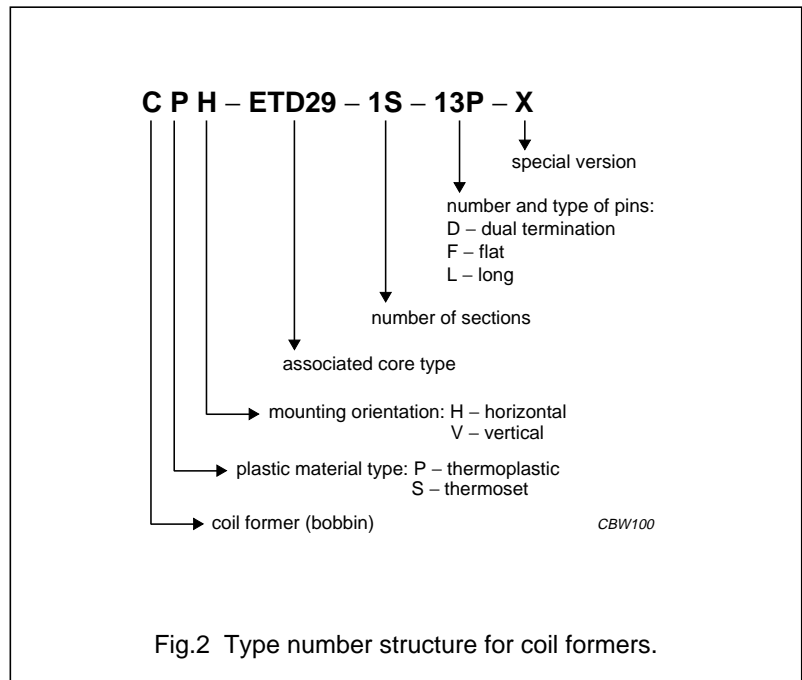 C P H – ETD29 – 1S – 13P – X
special version
number and type of pins:
D – dual termination
F – flat
L – long
number of sections
associated core type
mounting orientation: H – horizontal
V – vertical
plastic material type: P – thermoplastic
S – thermoset
coil former (bobbin)
CBW100
Fig.2 Type number structure for coil formers.